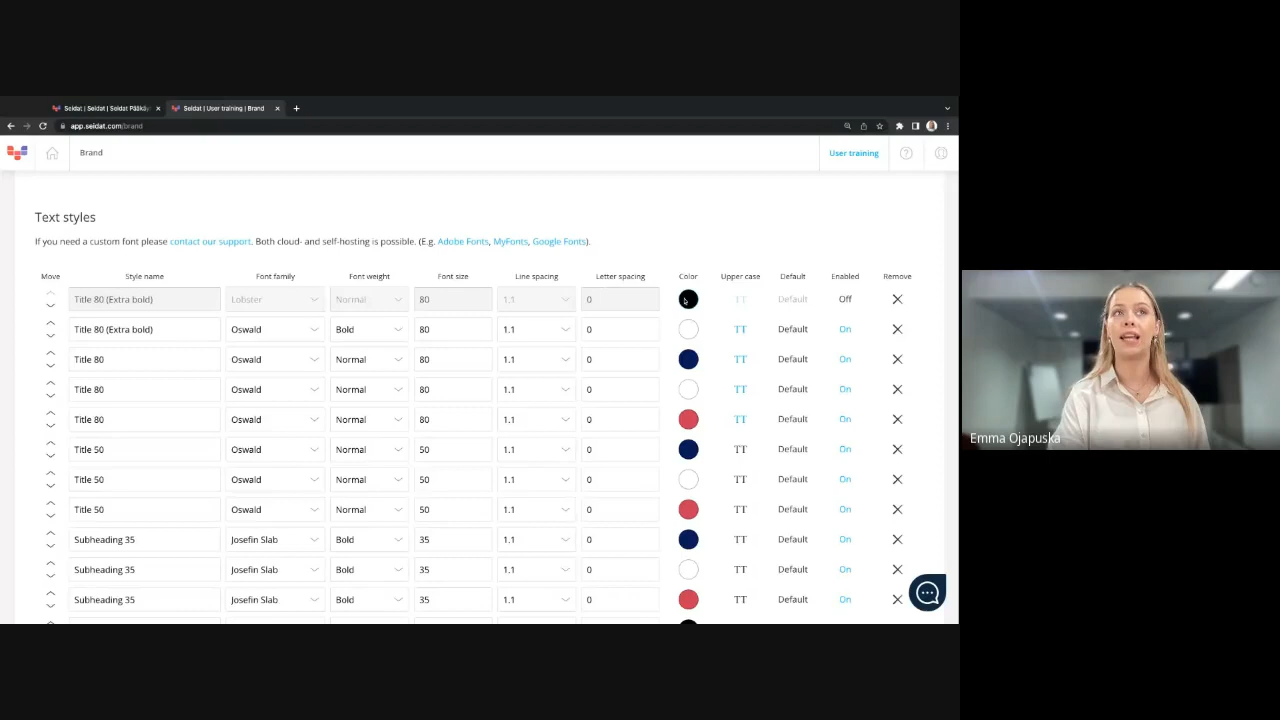 Seidat | Seidat | Seidat Pääkäy
Seidat | User training | Brand
app.seidat.com/brand
Brand
User training
Text styles
If you need a custom font please contact our support. Both cloud- and self-hosting is possible. (E.g. Adobe Fonts, MyFonts, Google Fonts).
Move Style name Font family Font weight Font size Line spacing Letter spacing Color Upper case Default Enabled Remove
Title 80 (Extra bold) Lobster Normal 80 1.1 0 TT Default Off
Title 80 (Extra bold) Oswald Bold 80 1.1 0 TT Default On
Title 80 Oswald Normal 80 1.1 0 TT Default On
Title 80 Oswald Normal 80 1.1 0 TT Default On
Title 80 Oswald Normal 80 1.1 0 TT Default On
Title 50 Oswald Normal 50 1.1 0 TT Default On
Title 50 Oswald Normal 50 1.1 0 TT Default On
Title 50 Oswald Normal 50 1.1 0 TT Default On
Subheading 35 Josefin Slab Bold 35 1.1 0 TT Default On
Subheading 35 Josefin Slab Bold 35 1.1 0 TT Default On
Subheading 35 Josefin Slab Bold 35 1.1 0 TT Default On
Emma Ojapuska